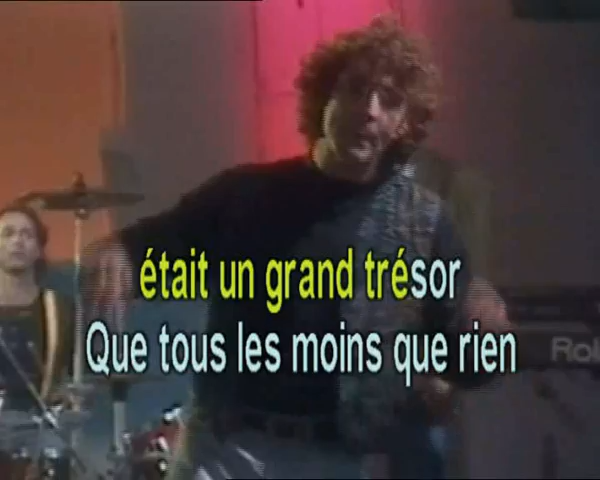 était un grand trésor
Que tous les moins que rien